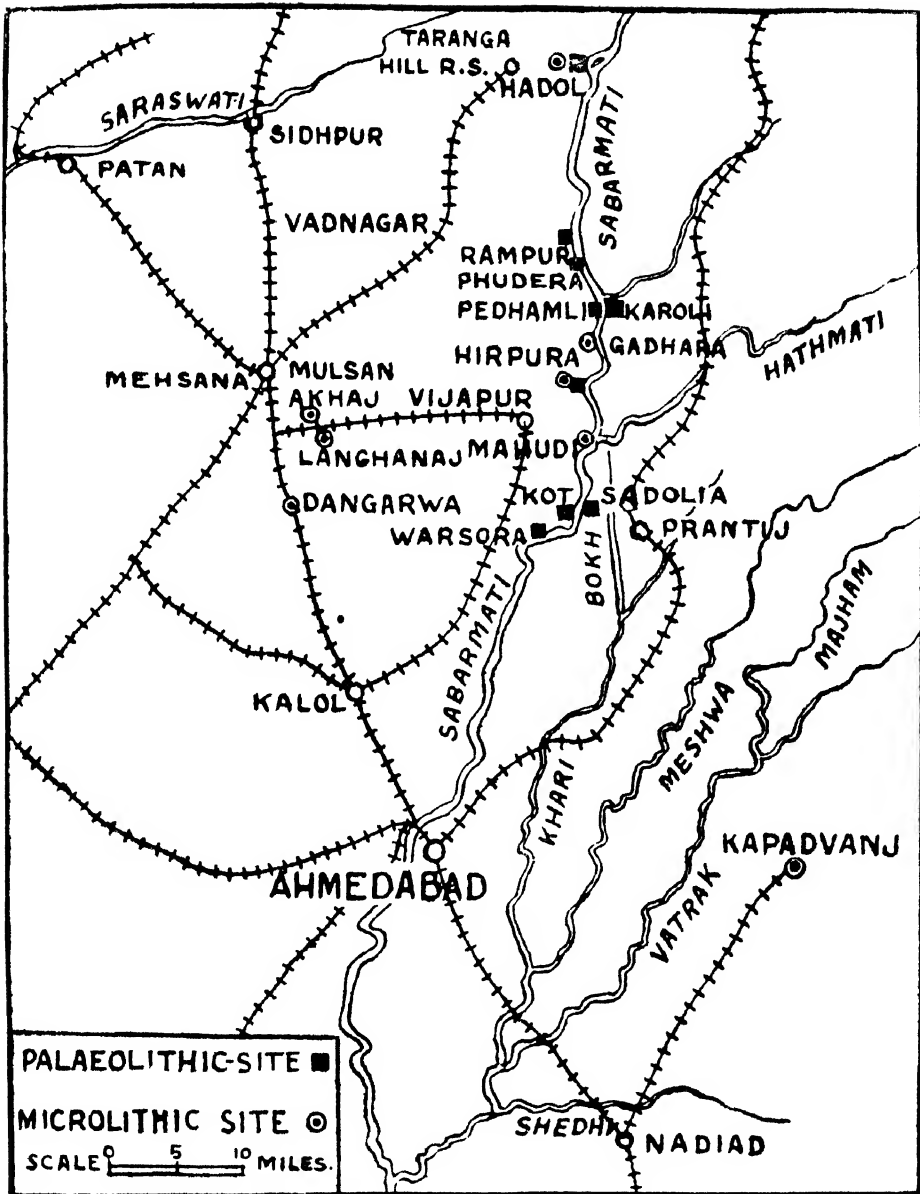 TARANGA
HILL R.S.
HADOL
SARASWATI
SIDHPUR
PATAN
SABARMATI
VADNAGAR
RAMPUR
PHUDERA
PEDHAMLI
KAROLI
GADHARA
HIRPURA
HATHMATI
MEHSANA
MULSAN
AKHAJ
VIJAPUR
LANGHANAJ
MAHUDI
DANGARWA
KOT
SADOLIA
WARSORA
PRANTIJ
BOKH
SABARMATI
MAJHAM
KALOL
MESHWA
KHARI
KAPADVANJ
AHMEDABAD
VATRAK
PALAEOLITHIC-SITE
MICROLITHIC SITE
SCALE 0 5 10 MILES.
SHEDHI
NADIAD